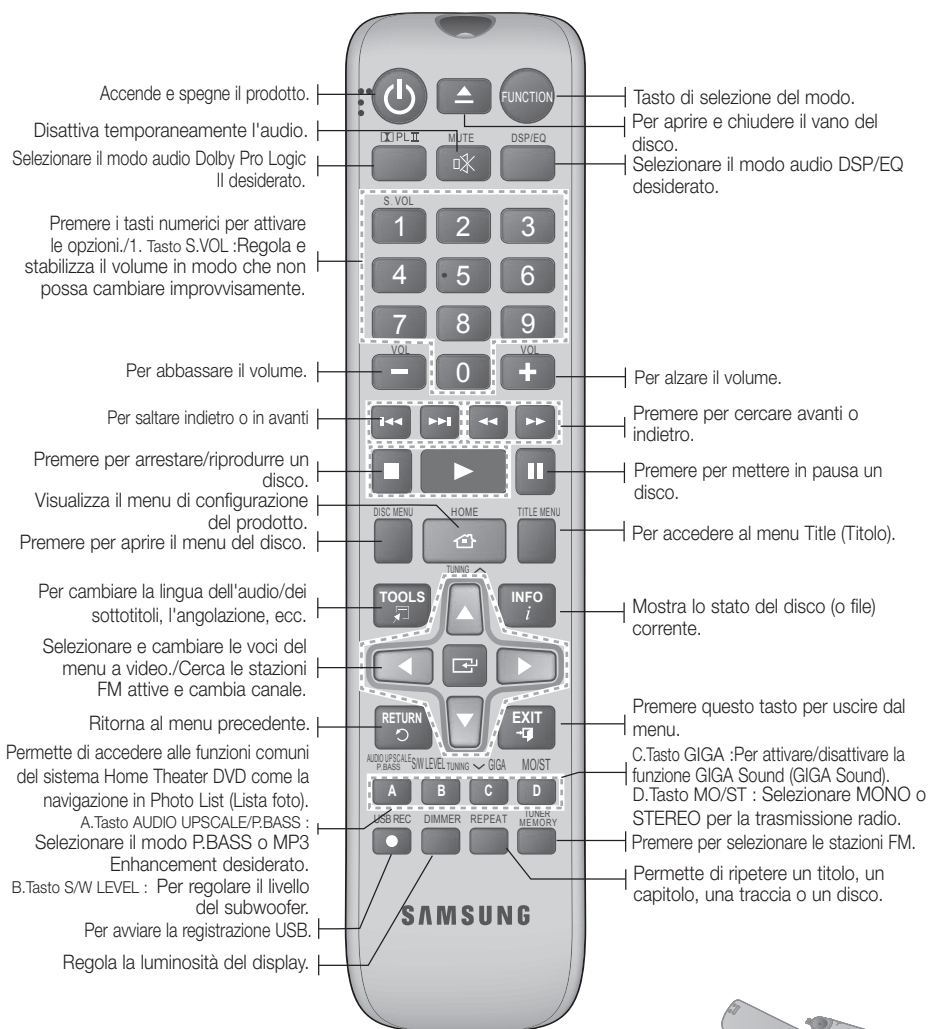 Accende e spegne il prodotto.
Disattiva temporaneamente l'audio.
Selezionare il modo audio Dolby Pro Logic
II desiderato.
Premere i tasti numerici per attivare
le opzioni./1. Tasto S.VOL :Regola e
stabilizza il volume in modo che non
possa cambiare improvvisamente.
Per abbassare il volume.
Per saltare indietro o in avanti
Premere per arrestare/riprodurre un
disco.
Visualizza il menu di configurazione
del prodotto.
Premere per aprire il menu del disco.
Per cambiare la lingua dell'audio/dei
sottotitoli, l'angolazione, ecc.
Selezionare e cambiare le voci del
menu a video./Cerca le stazioni
FM attive e cambia canale.
Ritorna al menu precedente.
Permette di accedere alle funzioni comuni
del sistema Home Theater DVD come la
navigazione in Photo List (Lista foto).
A.Tasto AUDIO UPSCALE/P.BASS :
Selezionare il modo P.BASS o MP3
Enhancement desiderato.
B.Tasto S/W LEVEL : Per regolare il livello
del subwoofer.
Per avviare la registrazione USB.
Regola la luminosità del display.
FUNCTION
PL II MUTE DSP/EQ
S. VOL
1 2 3
4 5 6
7 8 9
VOL VOL
0
DISC MENU HOME TITLE MENU
TUNING
TOOLS INFO
i
RETURN EXIT
AUDIO UPSCALE
P.BASS S/W LEVEL TUNING GIGA MO/ST
A B C D
USB REC DIMMER REPEAT TUNER
MEMORY
SAMSUNG
Tasto di selezione del modo.
Per aprire e chiudere il vano del
disco.
Selezionare il modo audio DSP/EQ
desiderato.
Per alzare il volume.
Premere per cercare avanti o
indietro.
Premere per mettere in pausa un
disco.
Per accedere al menu Title (Titolo).
Mostra lo stato del disco (o file)
corrente.
Premere questo tasto per uscire dal
menu.
C.Tasto GIGA :Per attivare/disattivare la
funzione GIGA Sound (GIGA Sound).
D.Tasto MO/ST : Selezionare MONO o
STEREO per la trasmissione radio.
Premere per selezionare le stazioni FM.
Permette di ripetere un titolo, un
capitolo, una traccia o un disco.